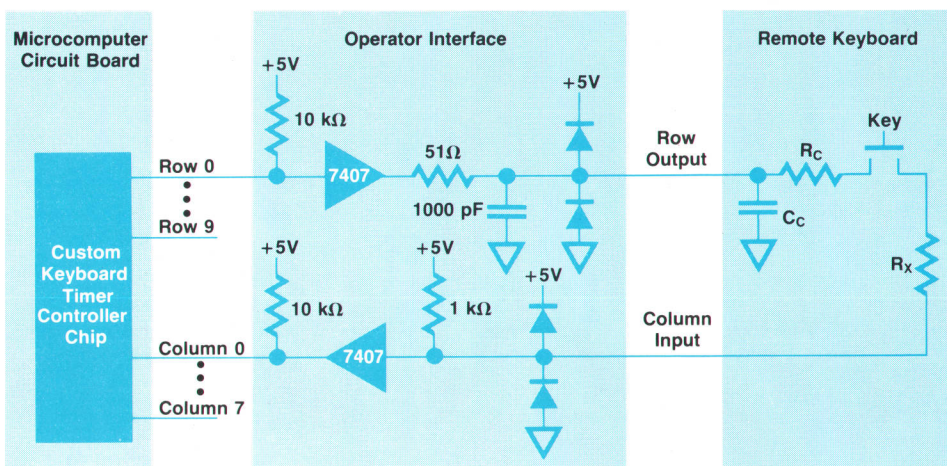 Microcomputer
Circuit Board
Operator Interface
Remote Keyboard
+5V
10 kΩ
+5V
Row 0
7407
51Ω
1000 pF
Row
Output
Key
RC
CC
RX
Row 9
Custom
Keyboard
Timer
Controller
Chip
+5V
10 kΩ
+5V
1 kΩ
+5V
Column 0
7407
Column
Input
Column 7